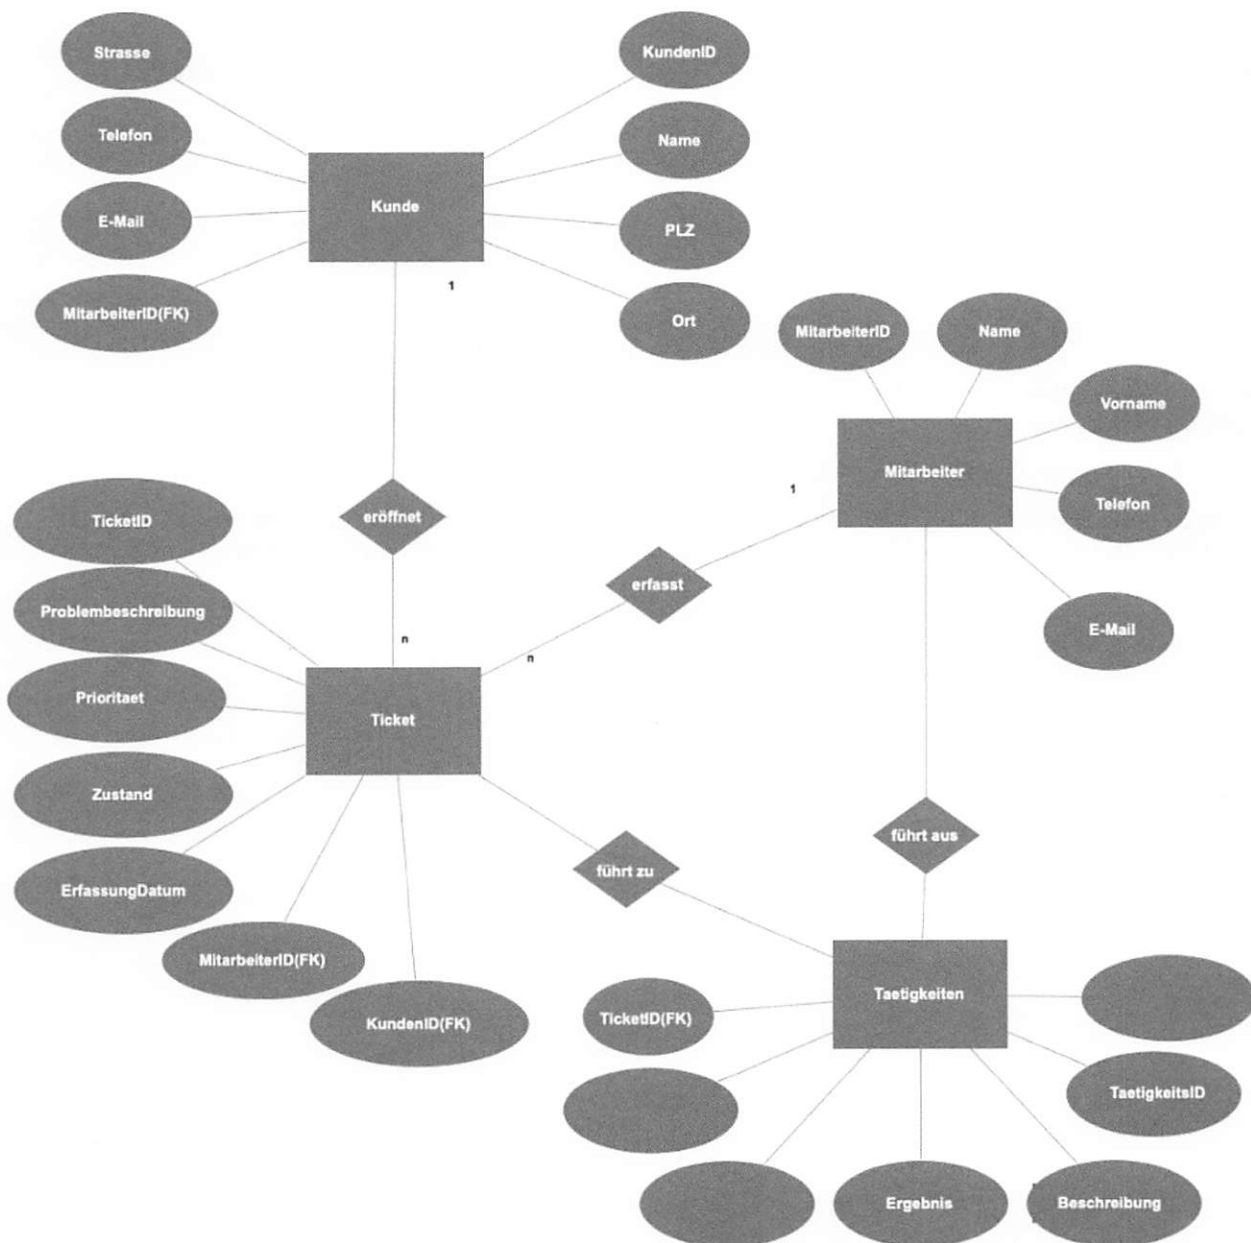 Strasse
KundenID
Telefon
Name
Kunde
E-Mail
PLZ
MitarbeiterID(FK)
1
Ort
MitarbeiterID
Name
Vorname
Mitarbeiter
1
Telefon
TicketID
eröffnet
erfasst
Problembeschreibung
n
n
E-Mail
Prioritaet
Ticket
Zustand
führt aus
führt zu
ErfassungDatum
MitarbeiterID(FK)
KundenID(FK)
Taetigkeiten
TicketID(FK)
TaetigkeitsID
Ergebnis
Beschreibung